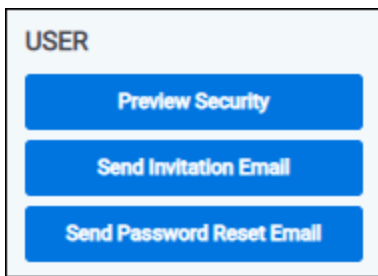 USER
Preview Security
Send Invitation Email
Send Password Reset Email